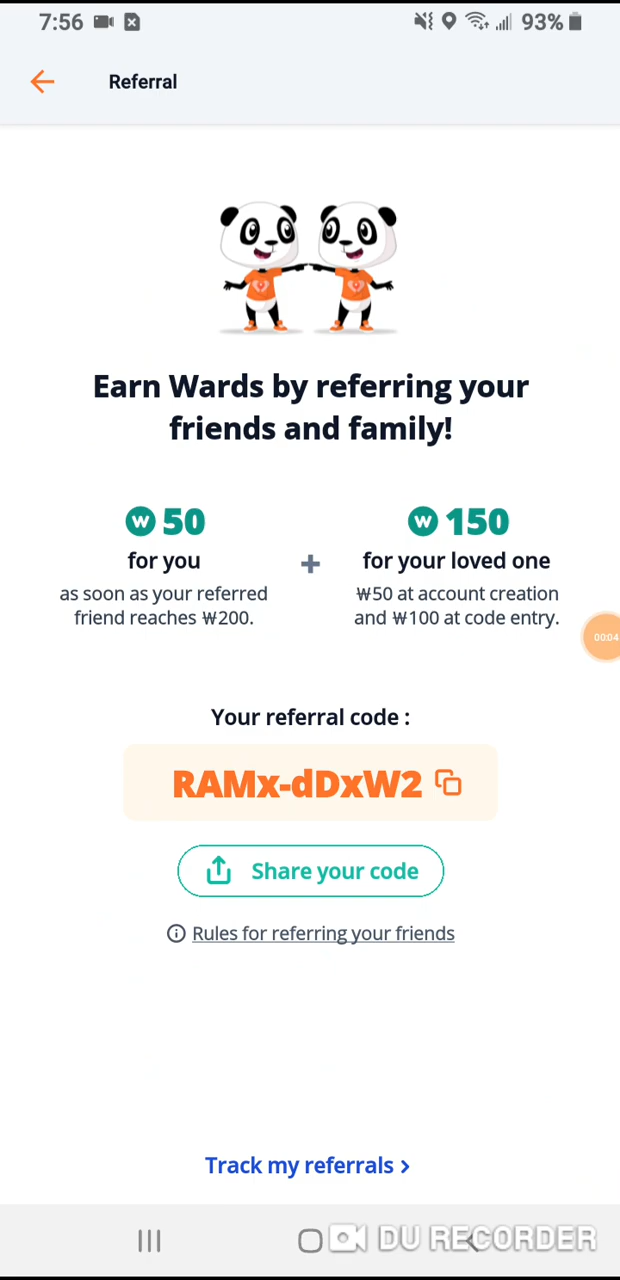 7:56 93%
Referral
Earn Wards by referring your
friends and family!
W 50
for you
as soon as your referred
friend reaches ₩200.
+
W 150
for your loved one
₩50 at account creation
and ₩100 at code entry.
00:04
Your referral code :
RAMx-dDxW2
Share your code
Rules for referring your friends
Track my referrals >
DU RECORDER